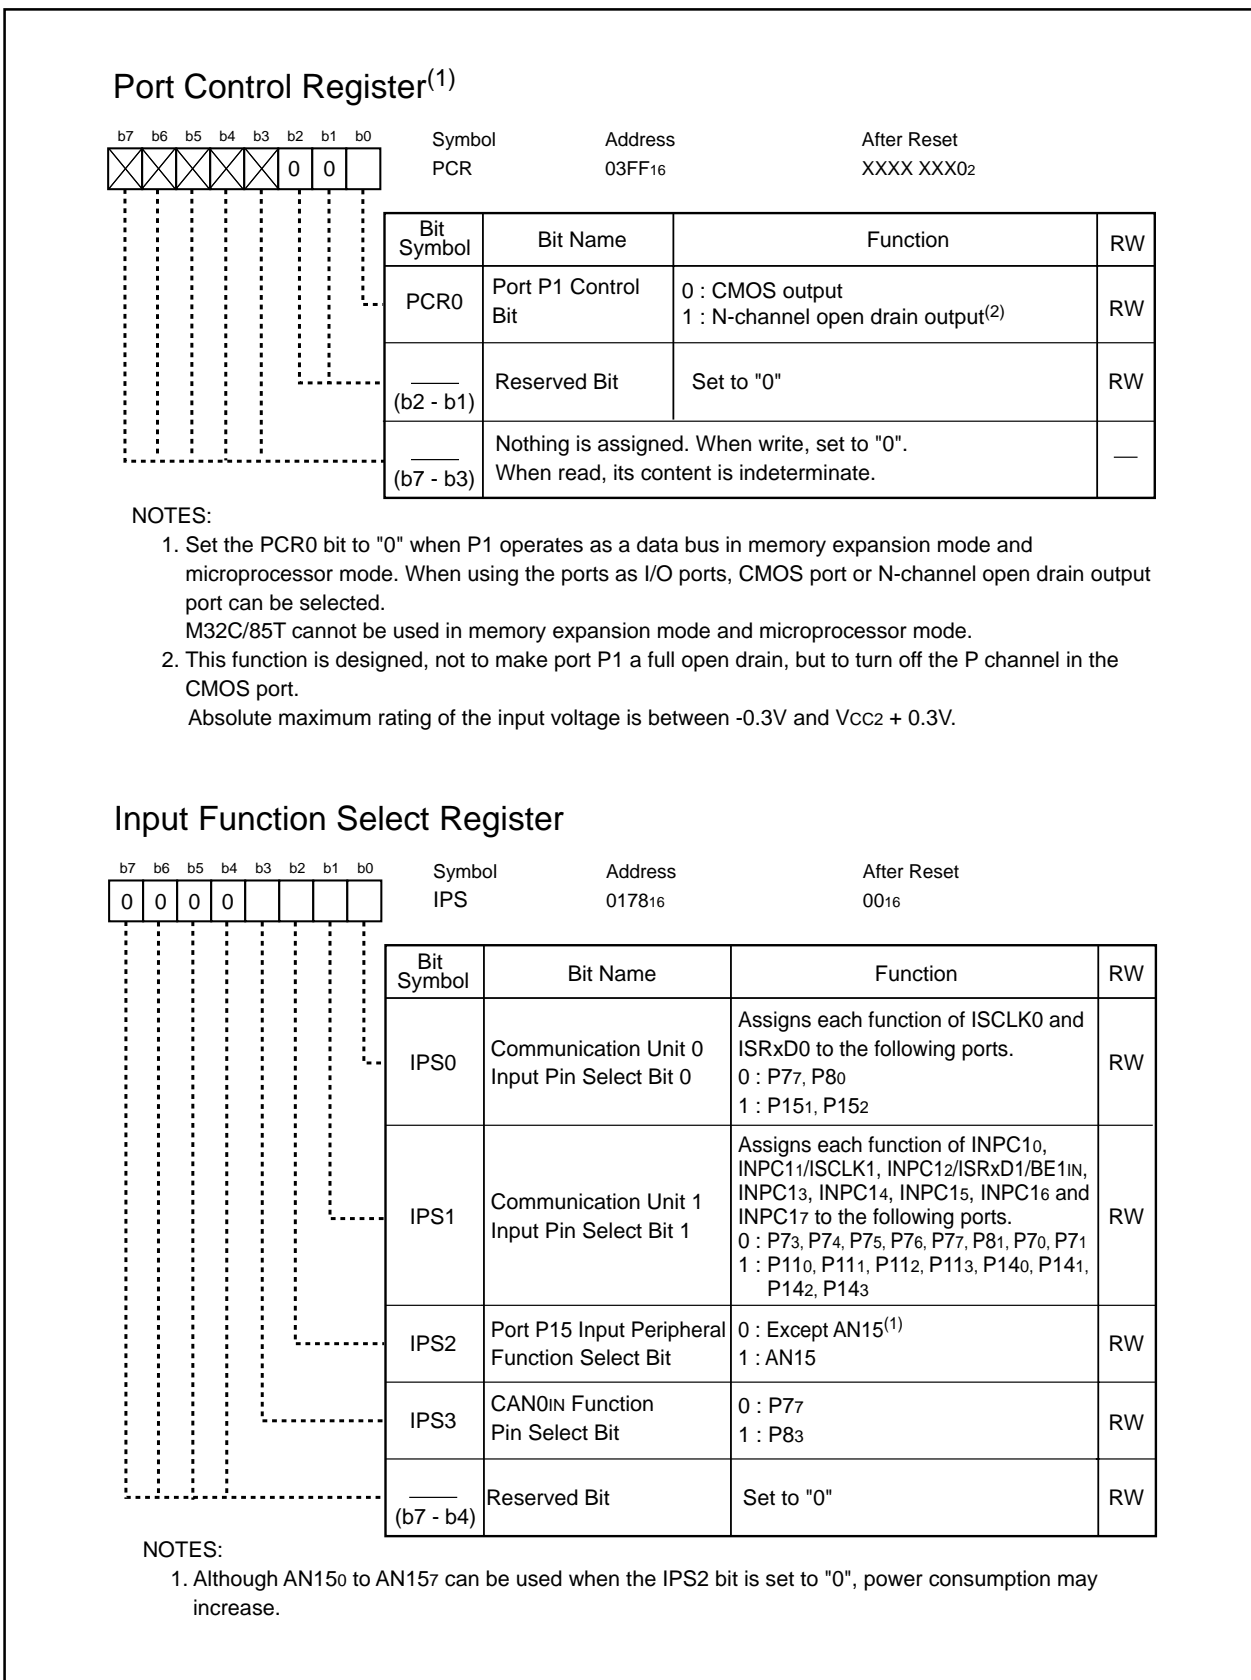 Port Control Register(1)
b7 b6 b5 b4 b3 b2 b1 b0 Symbol Address After Reset
0 0 PCR 03FF16 XXXX XXX02
Bit Symbol Bit Name Function RW
PCR0 Port P1 Control Bit 0 : CMOS output RW
1 : N-channel open drain output(2)
(b2 - b1) Reserved Bit Set to "0" RW
(b7 - b3) Nothing is assigned. When write, set to "0". —
When read, its content is indeterminate.
NOTES:
1. Set the PCR0 bit to "0" when P1 operates as a data bus in memory expansion mode and
microprocessor mode. When using the ports as I/O ports, CMOS port or N-channel open drain output
port can be selected.
M32C/85T cannot be used in memory expansion mode and microprocessor mode.
2. This function is designed, not to make port P1 a full open drain, but to turn off the P channel in the
CMOS port.
Absolute maximum rating of the input voltage is between -0.3V and VCC2 + 0.3V.
Input Function Select Register
b7 b6 b5 b4 b3 b2 b1 b0 Symbol Address After Reset
0 0 0 0 IPS 017816 0016
Bit Symbol Bit Name Function RW
IPS0 Communication Unit 0 Input Pin Select Bit 0 RW
Assigns each function of ISCLK0 and
ISRxD0 to the following ports.
0 : P77, P80
1 : P151, P152
IPS1 Communication Unit 1 Input Pin Select Bit 1 RW
Assigns each function of INPC10,
INPC11/ISCLK1, INPC12/ISRxD1/BE1IN,
INPC13, INPC14, INPC15, INPC16 and
INPC17 to the following ports.
0 : P73, P74, P75, P76, P77, P81, P70, P71
1 : P110, P111, P112, P113, P140, P141,
P142, P143
IPS2 Port P15 Input Peripheral Function Select Bit RW
0 : Except AN15(1)
1 : AN15
IPS3 CAN0IN Function Pin Select Bit RW
0 : P77
1 : P83
(b7 - b4) Reserved Bit Set to "0" RW
NOTES:
1. Although AN150 to AN157 can be used when the IPS2 bit is set to "0", power consumption may
increase.